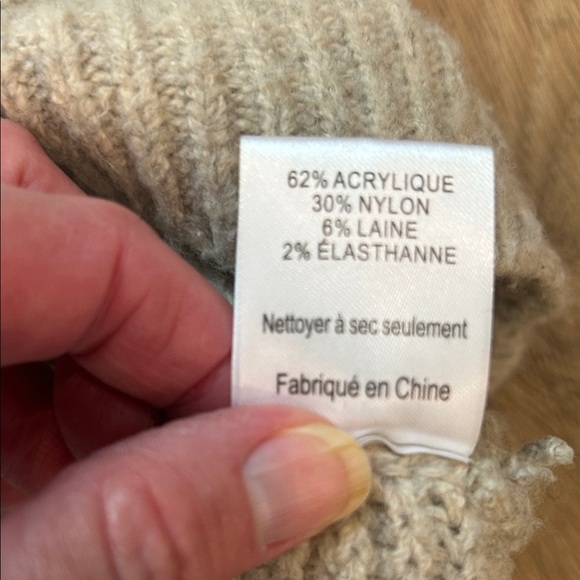 62% ACRYLIQUE
30% NYLON
6% LAINE
2% ÉLASTHANNE
Nettoyer à sec seulement
Fabriqué en Chine